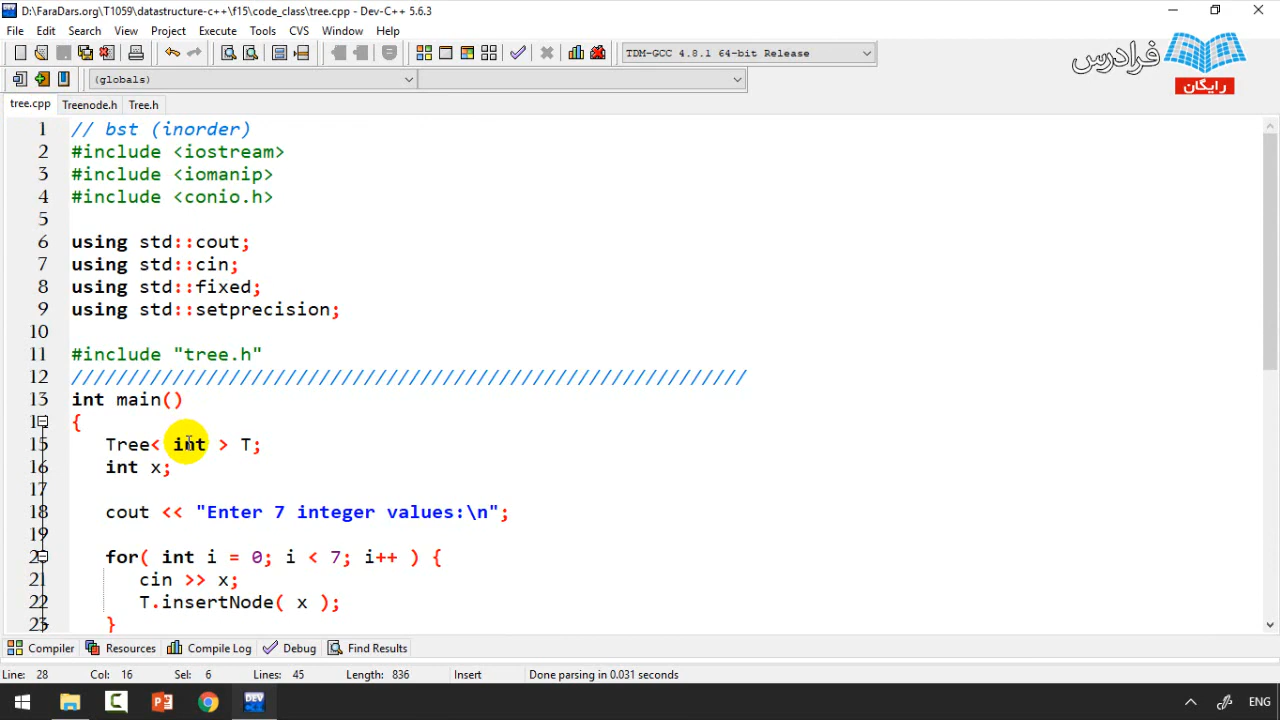 D:\FaraDars.org\T1059\datastructure-c++\f15\code_class\tree.cpp - Dev-C++ 5.6.3
File Edit Search View Project Execute Tools CVS Window Help
TDM-GCC 4.8.1 64-bit Release
فرادرس
رایگان
(globals)
tree.cpp Treenode.h Tree.h
1 // bst (inorder)
2 #include <iostream>
3 #include <iomanip>
4 #include <conio.h>
5
6 using std::cout;
7 using std::cin;
8 using std::fixed;
9 using std::setprecision;
10
11 #include "tree.h"
12 ////////////////////////////////////////////////////////////
13 int main()
{
15 Tree< int > T;
16 int x;
17
18 cout << "Enter 7 integer values:\n";
19
for( int i = 0; i < 7; i++ ) {
21 cin >> x;
22 T.insertNode( x );
23 }
Compiler Resources Compile Log Debug Find Results
Line: 28 Col: 16 Sel: 6 Lines: 45 Length: 836 Insert Done parsing in 0.031 seconds
DEV ENG